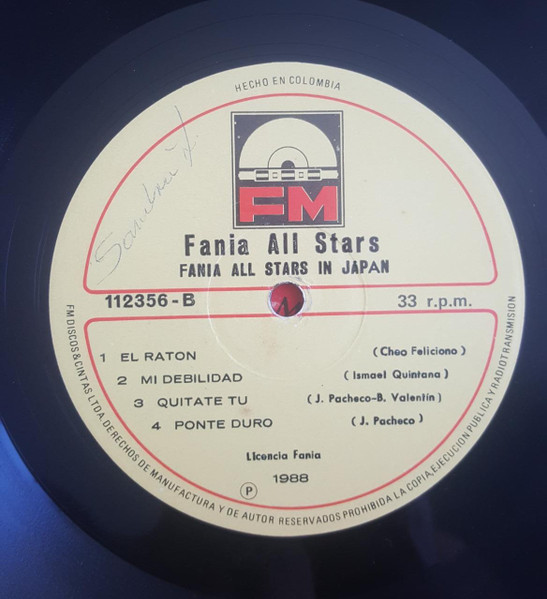 HECHO EN COLOMBIA
FM
Fania All Stars
FANIA ALL STARS IN JAPAN
112356-B 33 r.p.m.
1 EL RATON (Cheo Feliciano)
2 MI DEBILIDAD (Ismael Quintana)
3 QUITATE TU (J. Pacheco-B. Valentín)
4 PONTE DURO (J. Pacheco)
Licencia Fania
P 1988
FM DISCOS & CINTAS LTDA. DERECHOS DE MANUFACTURA Y DE AUTOR RESERVADOS PROHIBIDA LA COPIA, EJECUCION PUBLICA Y RADIOTRANSMISION